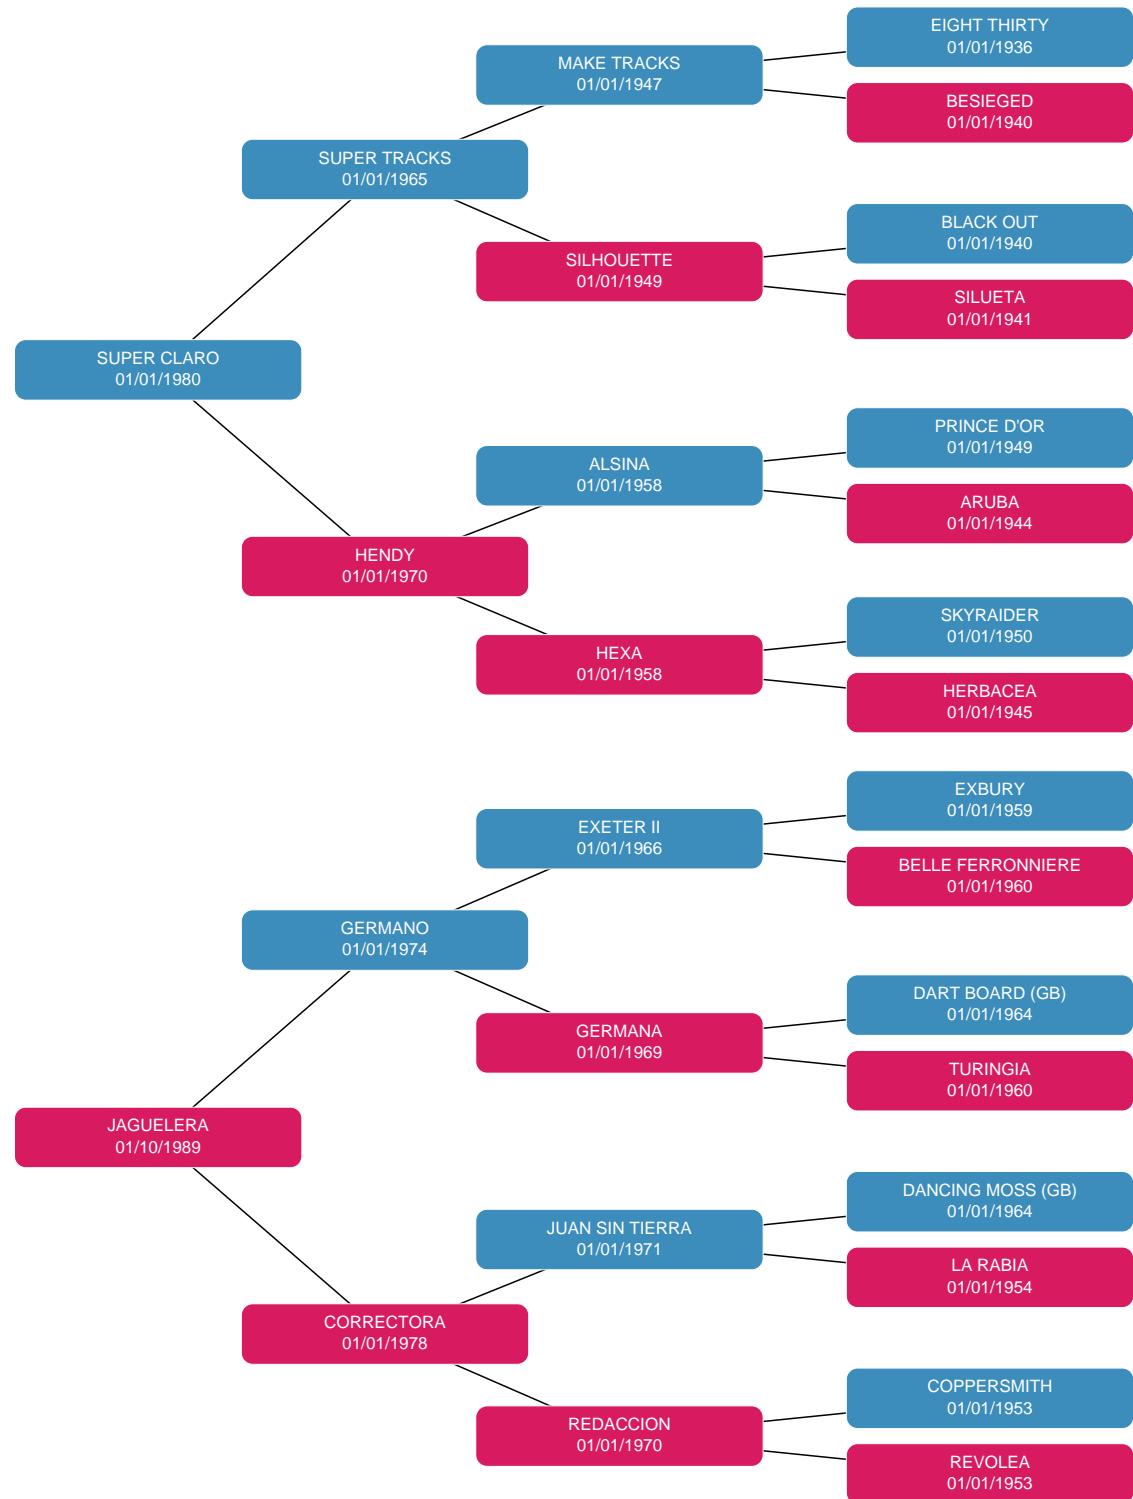 EIGHT THIRTY
01/01/1936
MAKE TRACKS
01/01/1947
BESIEGED
01/01/1940
SUPER TRACKS
01/01/1965
BLACK OUT
01/01/1940
SILHOUETTE
01/01/1949
SILUETA
01/01/1941
SUPER CLARO
01/01/1980
PRINCE D'OR
01/01/1949
ALSINA
01/01/1958
ARUBA
01/01/1944
HENDY
01/01/1970
SKYRAIDER
01/01/1950
HEXA
01/01/1958
HERBACEA
01/01/1945
EXBURY
01/01/1959
EXETER II
01/01/1966
BELLE FERRONNIERE
01/01/1960
GERMANO
01/01/1974
DART BOARD (GB)
01/01/1964
GERMANA
01/01/1969
TURINGIA
01/01/1960
JAGUELERA
01/10/1989
DANCING MOSS (GB)
01/01/1964
JUAN SIN TIERRA
01/01/1971
LA RABIA
01/01/1954
CORRECTORA
01/01/1978
COPPERSMITH
01/01/1953
REDACCION
01/01/1970
REVOLEA
01/01/1953